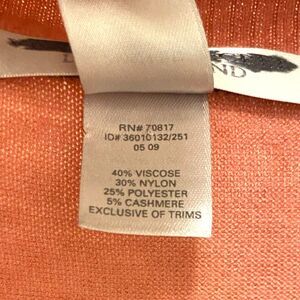 RN# 70817
ID# 36010132/251
05 09
40% VISCOSE
30% NYLON
25% POLYESTER
5% CASHMERE
EXCLUSIVE OF TRIMS